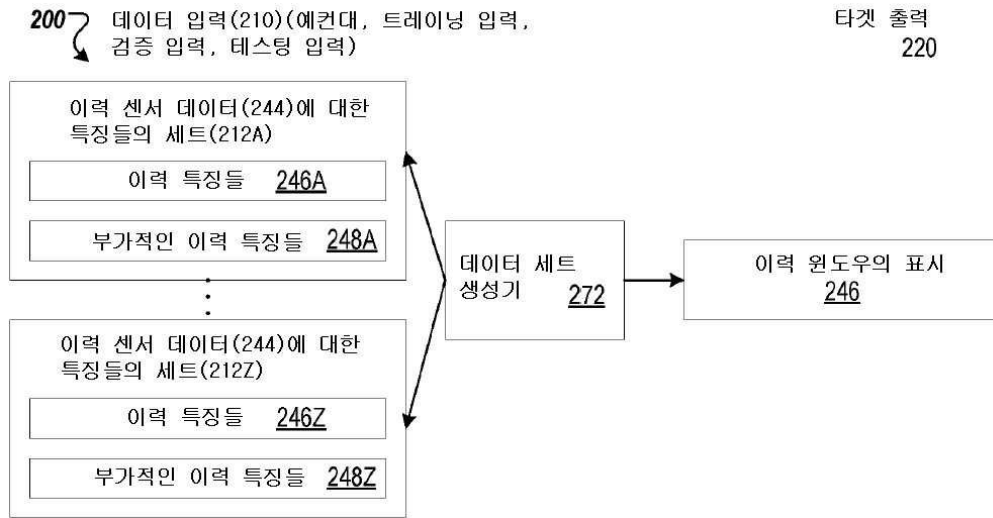 200
데이터 입력(210)(예컨대, 트레이닝 입력,
검증 입력, 테스팅 입력)
타겟 출력
220
이력 센서 데이터(244)에 대한
특징들의 세트(212A)
이력 특징들 246A
부가적인 이력 특징들 248A
이력 센서 데이터(244)에 대한
특징들의 세트(212Z)
이력 특징들 246Z
부가적인 이력 특징들 248Z
데이터 세트
생성기 272
이력 윈도우의 표시
246